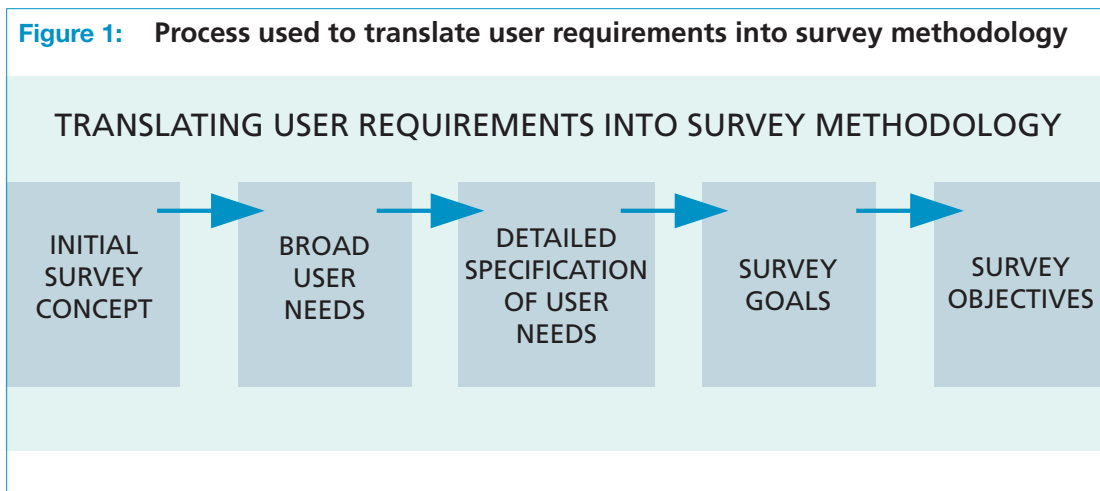 Figure 1: Process used to translate user requirements into survey methodology
TRANSLATING USER REQUIREMENTS INTO SURVEY METHODOLOGY
INITIAL
SURVEY
CONCEPT
BROAD
USER
NEEDS
DETAILED
SPECIFICATION
OF USER
NEEDS
SURVEY
GOALS
SURVEY
OBJECTIVES